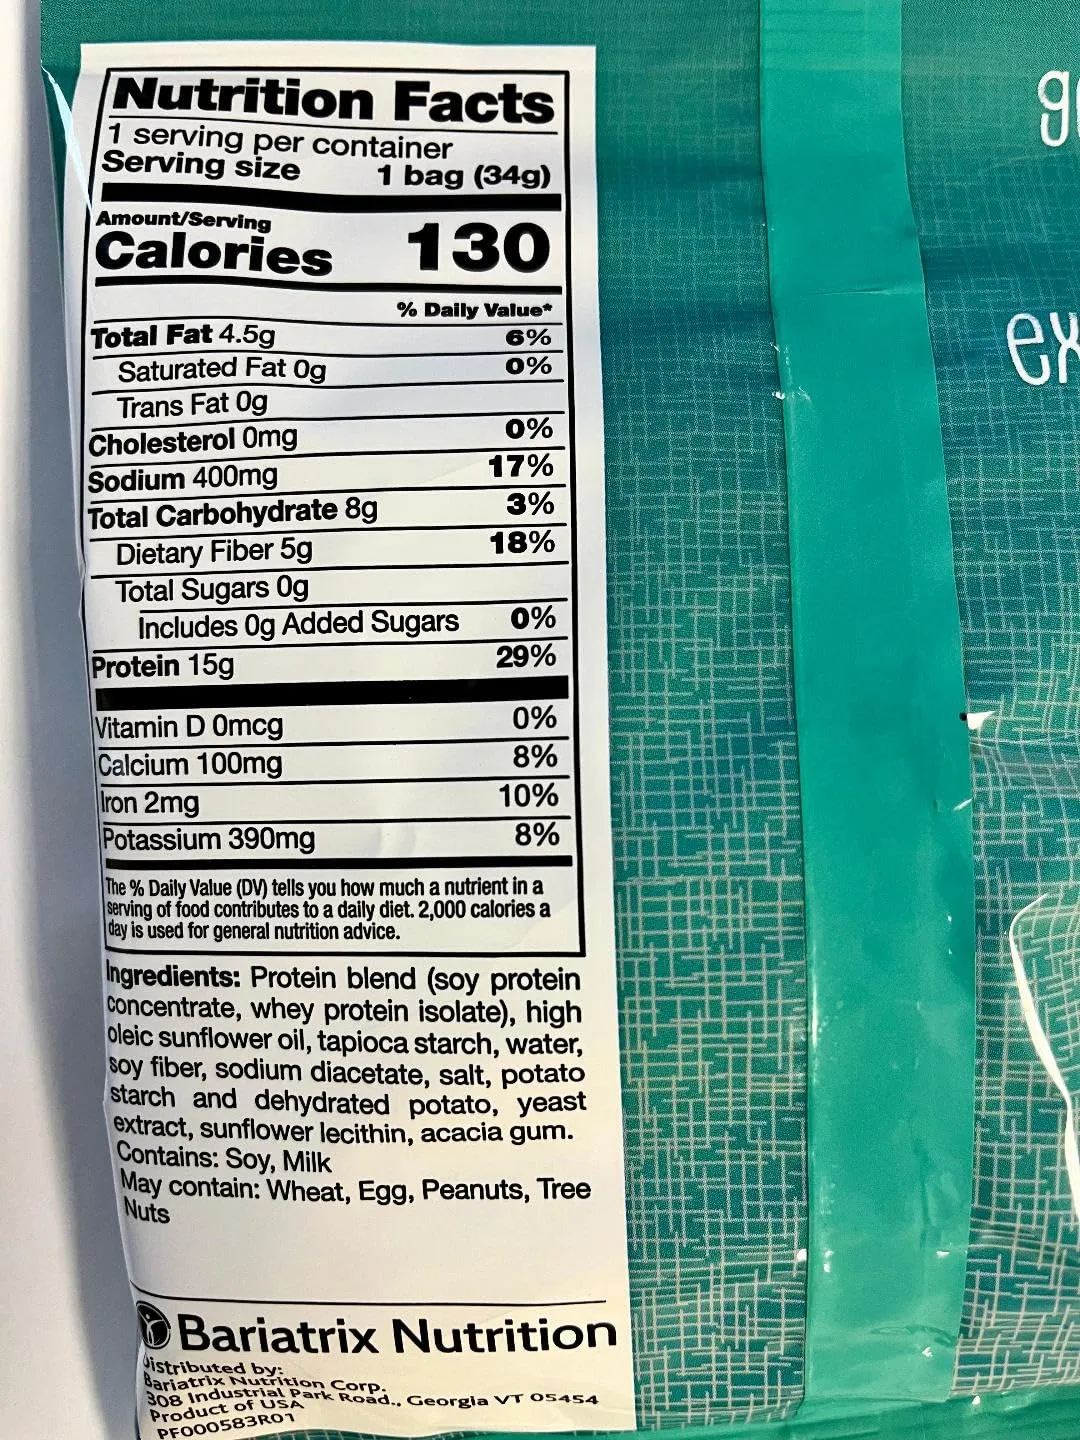 Nutrition Facts
1 serving per container
Serving size 1 bag (34g)
Amount/Serving
Calories 130
% Daily Value*
Total Fat 4.5g 6%
Saturated Fat 0g 0%
Trans Fat 0g
Cholesterol 0mg 0%
Sodium 400mg 17%
Total Carbohydrate 8g 3%
Dietary Fiber 5g 18%
Total Sugars 0g
Includes 0g Added Sugars 0%
Protein 15g 29%
Vitamin D 0mcg 0%
Calcium 100mg 8%
Iron 2mg 10%
Potassium 390mg 8%
The % Daily Value (DV) tells you how much a nutrient in a
serving of food contributes to a daily diet. 2,000 calories a
day is used for general nutrition advice.
Ingredients: Protein blend (soy protein
concentrate, whey protein isolate), high
oleic sunflower oil, tapioca starch, water,
soy fiber, sodium diacetate, salt, potato
starch and dehydrated potato, yeast
extract, sunflower lecithin, acacia gum.
Contains: Soy, Milk
May contain: Wheat, Egg, Peanuts, Tree
Nuts
Bariatrix Nutrition
Distributed by:
Bariatrix Nutrition Corp.
308 Industrial Park Road., Georgia VT 05454
Product of USA
PF000583R01
g
ex